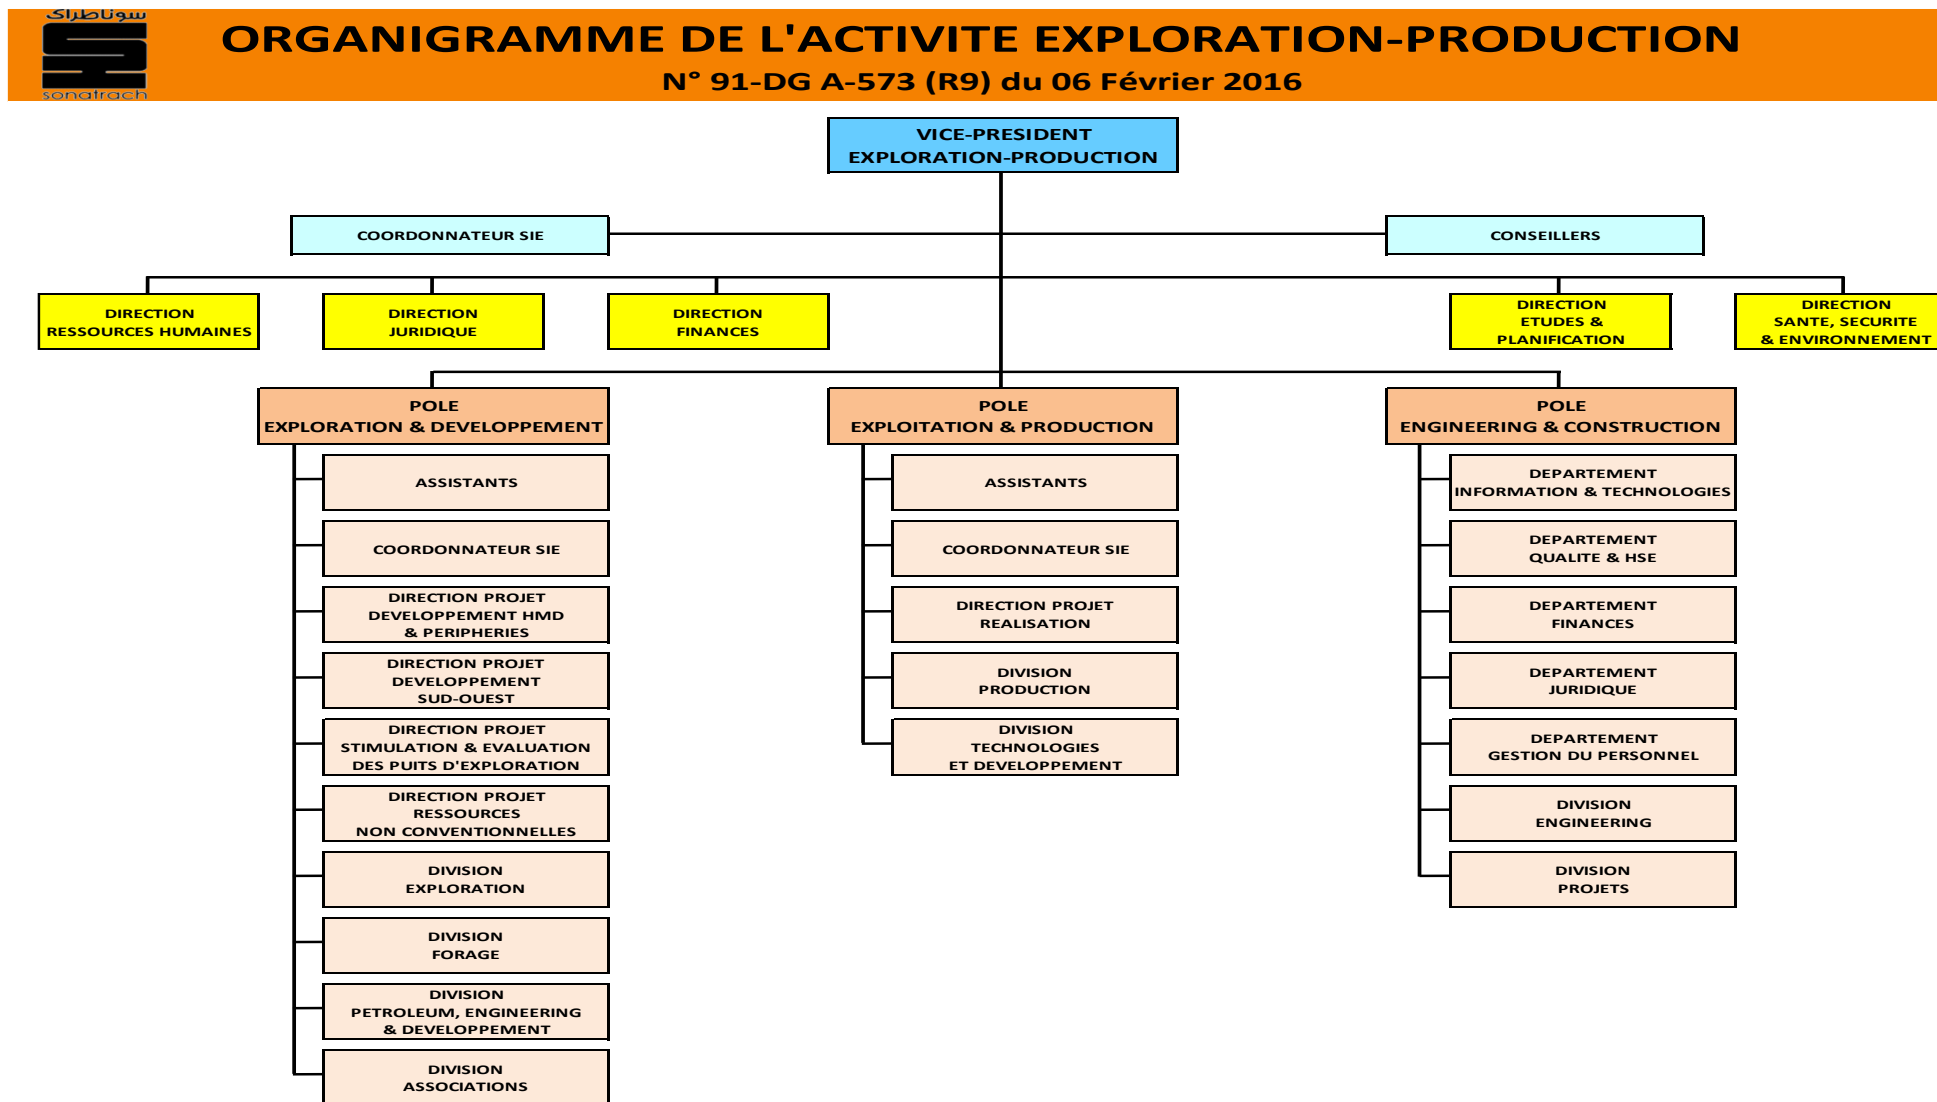 سوناطراك
sonatrach
ORGANIGRAMME DE L'ACTIVITE EXPLORATION-PRODUCTION
N° 91-DG A-573 (R9) du 06 Février 2016
VICE-PRESIDENT
EXPLORATION-PRODUCTION
COORDONNATEUR SIE
CONSEILLERS
DIRECTION
RESSOURCES HUMAINES
DIRECTION
JURIDIQUE
DIRECTION
FINANCES
DIRECTION
ETUDES &
PLANIFICATION
DIRECTION
SANTE, SECURITE
& ENVIRONNEMENT
POLE
EXPLORATION & DEVELOPPEMENT
ASSISTANTS
COORDONNATEUR SIE
DIRECTION PROJET
DEVELOPPEMENT HMD
& PERIPHERIES
DIRECTION PROJET
DEVELOPPEMENT
SUD-OUEST
DIRECTION PROJET
STIMULATION & EVALUATION
DES PUITS D'EXPLORATION
DIRECTION PROJET
RESSOURCES
NON CONVENTIONNELLES
DIVISION
EXPLORATION
DIVISION
FORAGE
DIVISION
PETROLEUM, ENGINEERING
& DEVELOPPEMENT
DIVISION
ASSOCIATIONS
POLE
EXPLOITATION & PRODUCTION
ASSISTANTS
COORDONNATEUR SIE
DIRECTION PROJET
REALISATION
DIVISION
PRODUCTION
DIVISION
TECHNOLOGIES
ET DEVELOPPEMENT
POLE
ENGINEERING & CONSTRUCTION
DEPARTEMENT
INFORMATION & TECHNOLOGIES
DEPARTEMENT
QUALITE & HSE
DEPARTEMENT
FINANCES
DEPARTEMENT
JURIDIQUE
DEPARTEMENT
GESTION DU PERSONNEL
DIVISION
ENGINEERING
DIVISION
PROJETS